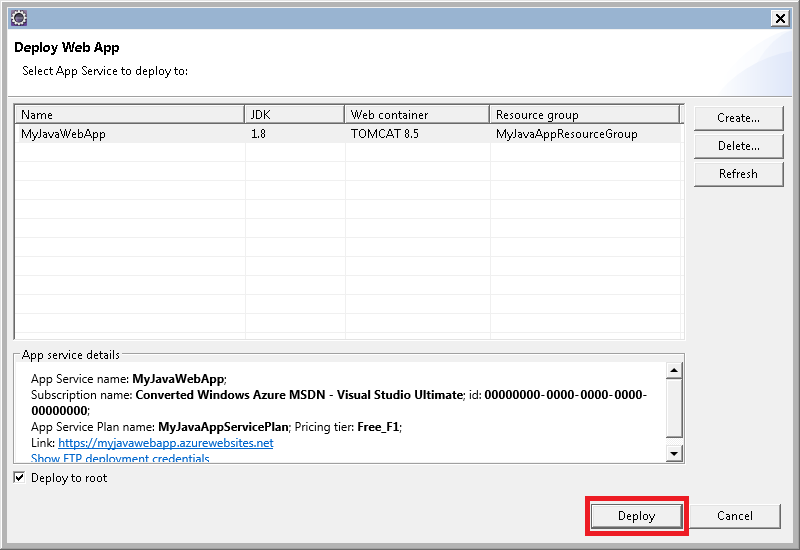 Deploy Web App
Select App Service to deploy to:
Name JDK Web container Resource group
MyJavaWebApp 1.8 TOMCAT 8.5 MyJavaAppResourceGroup
Create...
Delete...
Refresh
App service details
App Service name: MyJavaWebApp;
Subscription name: Converted Windows Azure MSDN - Visual Studio Ultimate; id: 00000000-0000-0000-0000-
00000000;
App Service Plan name: MyJavaAppServicePlan; Pricing tier: Free_F1;
Link: https://myjavawebapp.azurewebsites.net
Show FTP deployment credentials
Deploy to root
Deploy Cancel